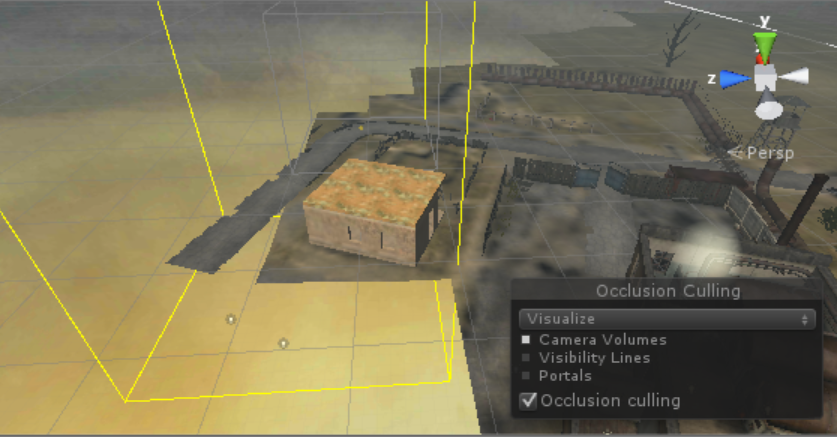 y
z
Persp
Occlusion Culling
Visualize
Camera Volumes
Visibility Lines
Portals
Occlusion culling